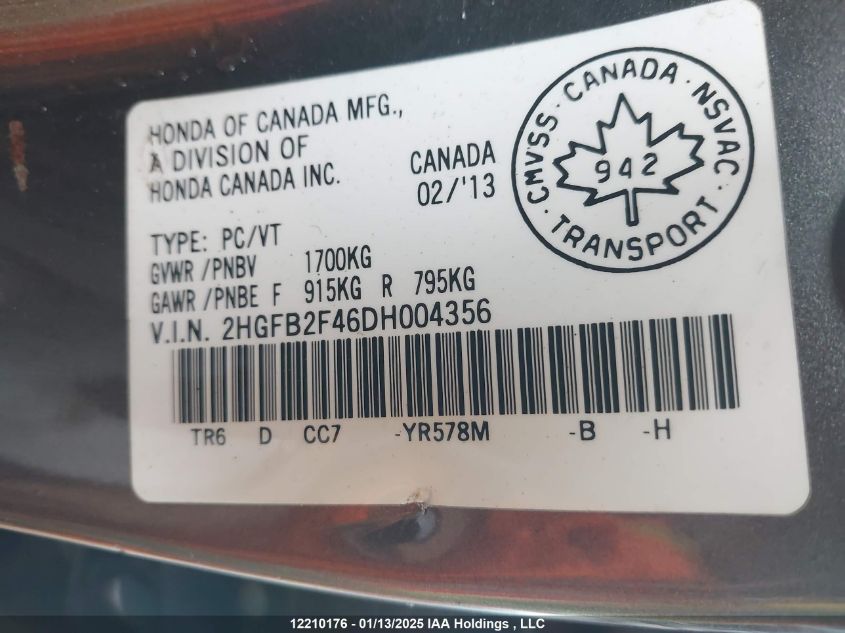 HONDA OF CANADA MFG.,
A DIVISION OF
HONDA CANADA INC.
CANADA
02/'13
CMVSS · CANADA · NSVAC · TRANSPORT ·
942
TYPE: PC/VT
GVWR /PNBV 1700KG
GAWR /PNBE F 915KG R 795KG
V.I.N. 2HGFB2F46DH004356
TR6 D CC7 -YR578M -B -H
12210176 - 01/13/2025 IAA Holdings , LLC